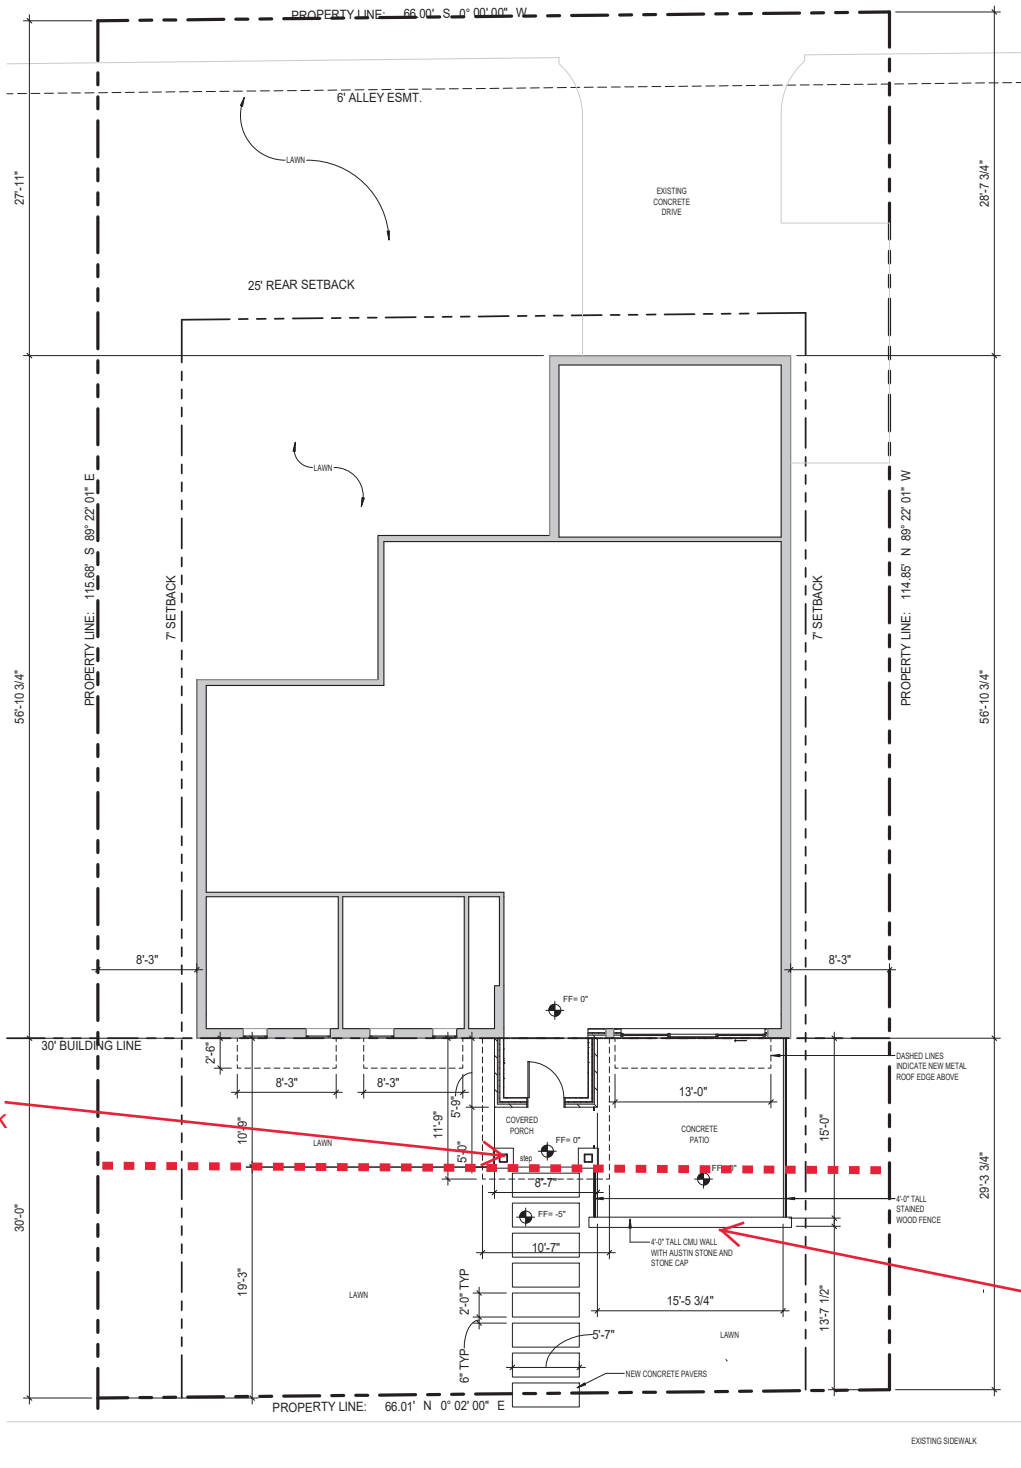 PROPERTY LINE: 66.00' S 0° 00' 00" W
6' ALLEY ESMT.
LAWN
27'-11"
28'-7 3/4"
EXISTING
CONCRETE
DRIVE
25' REAR SETBACK
LAWN
PROPERTY LINE: 115.68' S 89° 22' 01" E
7' SETBACK
7' SETBACK
PROPERTY LINE: 114.85' N 89° 22' 01" W
56'-10 3/4"
56'-10 3/4"
8'-3"
8'-3"
FF= 0"
30' BUILDING LINE
2'-6"
8'-3"
8'-3"
5'-9"
13'-0"
DASHED LINES
INDICATE NEW METAL
ROOF EDGE ABOVE
10'-9"
LAWN
11'-9"
5'-0"
COVERED
PORCH
FF= 0"
step
CONCRETE
PATIO
15'-0"
8'-7"
4'-0" TALL
STAINED
WOOD FENCE
30'-0"
29'-3 3/4"
FF= -5"
10'-7"
4'-0" TALL CMU WALL
WITH AUSTIN STONE AND
STONE CAP
19'-3"
LAWN
2'-0" TYP
15'-5 3/4"
13'-7 1/2"
6" TYP
5'-7"
LAWN
NEW CONCRETE PAVERS
PROPERTY LINE: 66.01' N 0° 02' 00" E
EXISTING SIDEWALK